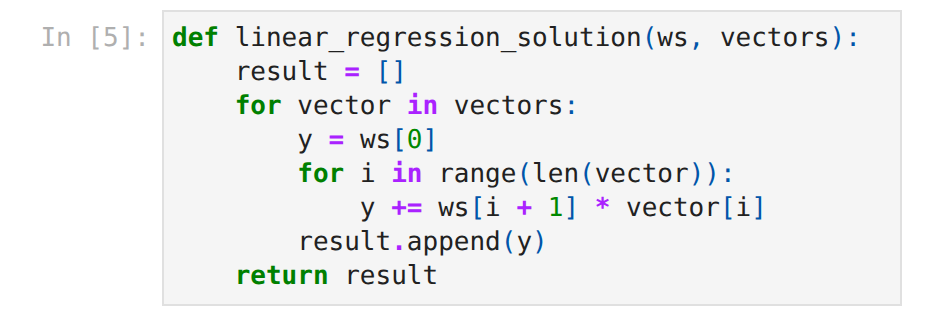 In [5]: def linear_regression_solution(ws, vectors):
    result = []
    for vector in vectors:
        y = ws[0]
        for i in range(len(vector)):
            y += ws[i + 1] * vector[i]
        result.append(y)
    return result